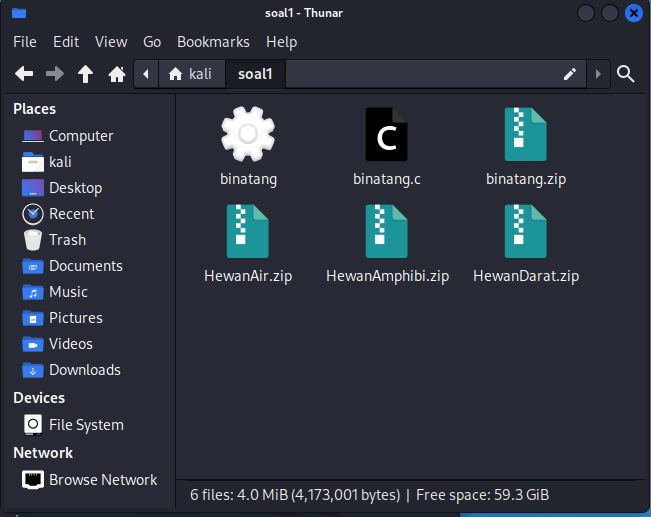 soal1 - Thunar
File Edit View Go Bookmarks Help
kali soal1
Places
Computer
kali
Desktop
Recent
Trash
Documents
Music
Pictures
Videos
Downloads
Devices
File System
Network
Browse Network
binatang binatang.c binatang.zip
HewanAir.zip HewanAmphibi.zip HewanDarat.zip
6 files: 4.0 MiB (4,173,001 bytes) | Free space: 59.3 GiB